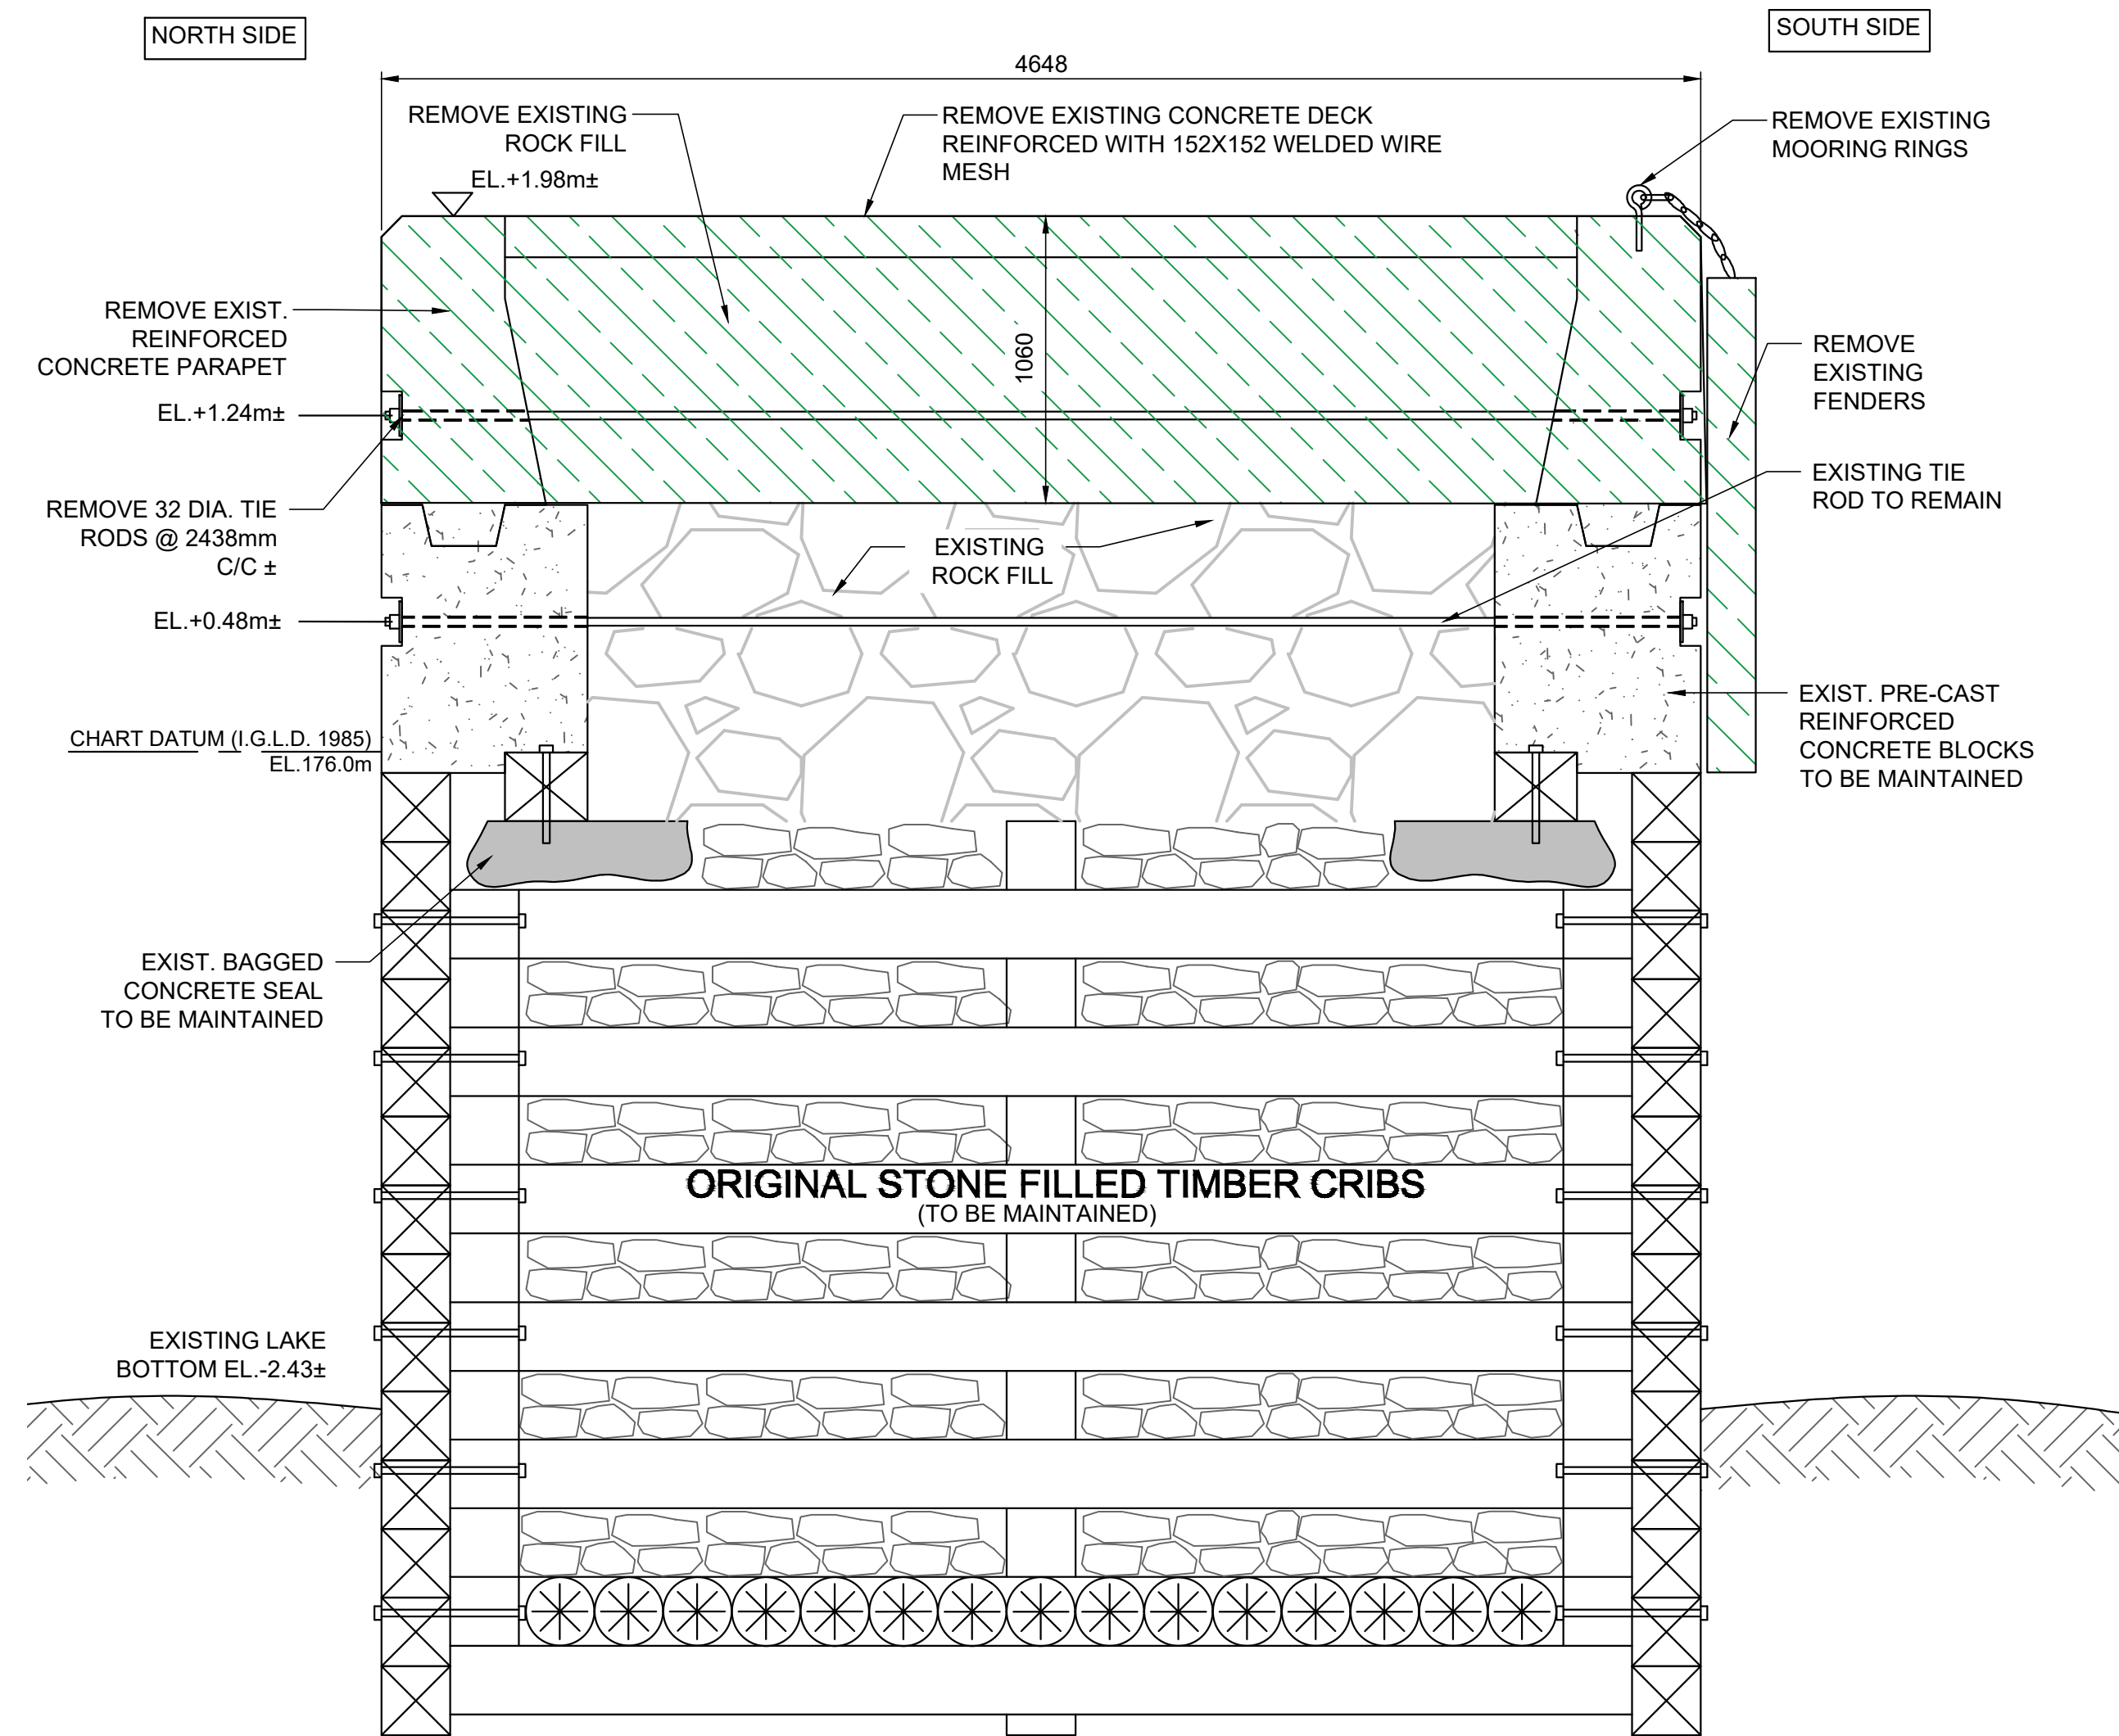 NORTH SIDE
SOUTH SIDE
4648
REMOVE EXISTING
ROCK FILL
EL.+1.98m±
REMOVE EXISTING CONCRETE DECK
REINFORCED WITH 152X152 WELDED WIRE
MESH
REMOVE EXISTING
MOORING RINGS
REMOVE EXIST.
REINFORCED
CONCRETE PARAPET
1060
REMOVE
EXISTING
FENDERS
EL.+1.24m±
EXISTING TIE
ROD TO REMAIN
REMOVE 32 DIA. TIE
RODS @ 2438mm
C/C ±
EXISTING
ROCK FILL
EL.+0.48m±
EXIST. PRE-CAST
REINFORCED
CONCRETE BLOCKS
TO BE MAINTAINED
CHART DATUM (I.G.L.D. 1985)
EL.176.0m
EXIST. BAGGED
CONCRETE SEAL
TO BE MAINTAINED
ORIGINAL STONE FILLED TIMBER CRIBS
(TO BE MAINTAINED)
EXISTING LAKE
BOTTOM EL.-2.43±